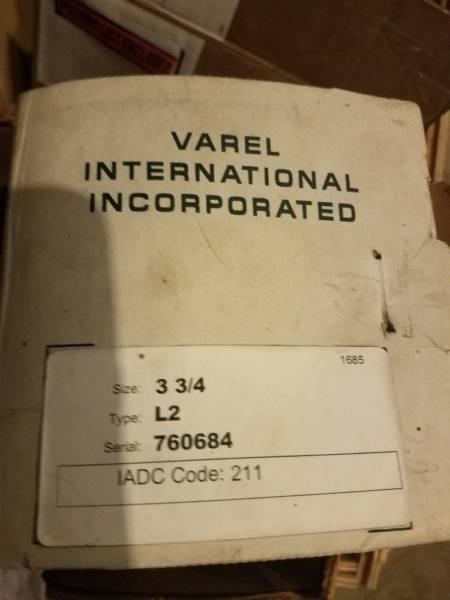 VAREL
INTERNATIONAL
INCORPORATED
1685
Size: 3 3/4
Type: L2
Serial: 760684
IADC Code: 211